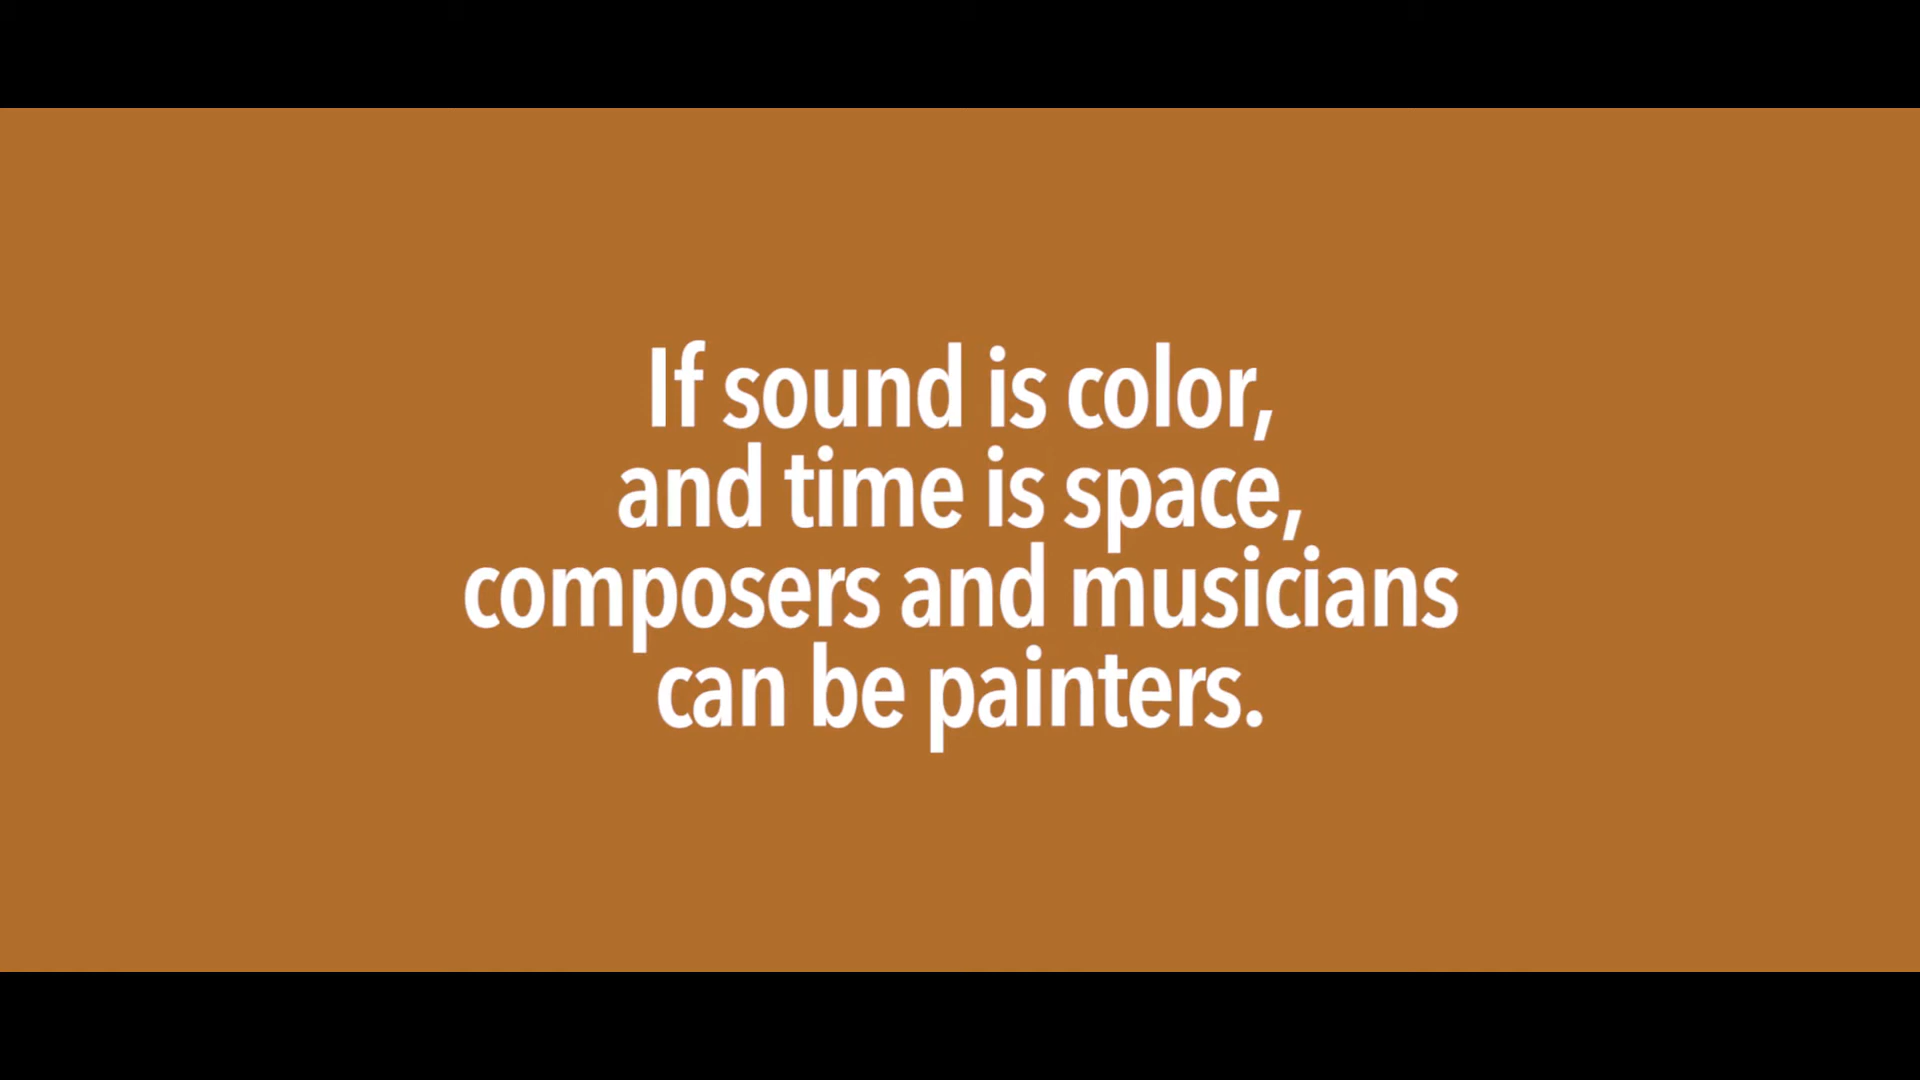 If sound is color,
and time is space,
composers and musicians
can be painters.